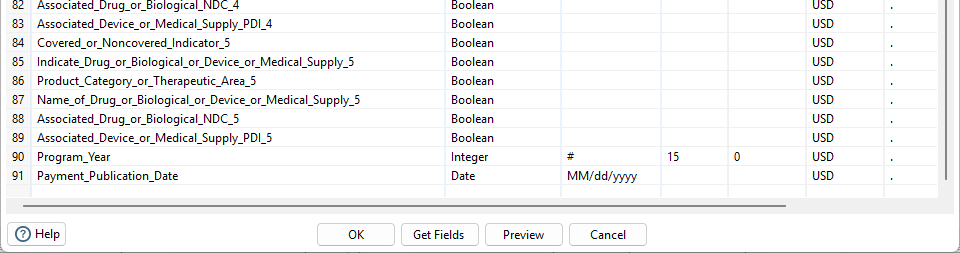 82 Associated_Drug_or_Biological_NDC_4 Boolean USD .
83 Associated_Device_or_Medical_Supply_PDI_4 Boolean USD .
84 Covered_or_Noncovered_Indicator_5 Boolean USD .
85 Indicate_Drug_or_Biological_or_Device_or_Medical_Supply_5 Boolean USD .
86 Product_Category_or_Therapeutic_Area_5 Boolean USD .
87 Name_of_Drug_or_Biological_or_Device_or_Medical_Supply_5 Boolean USD .
88 Associated_Drug_or_Biological_NDC_5 Boolean USD .
89 Associated_Device_or_Medical_Supply_PDI_5 Boolean USD .
90 Program_Year Integer # 15 0 USD .
91 Payment_Publication_Date Date MM/dd/yyyy USD .
? Help OK Get Fields Preview Cancel